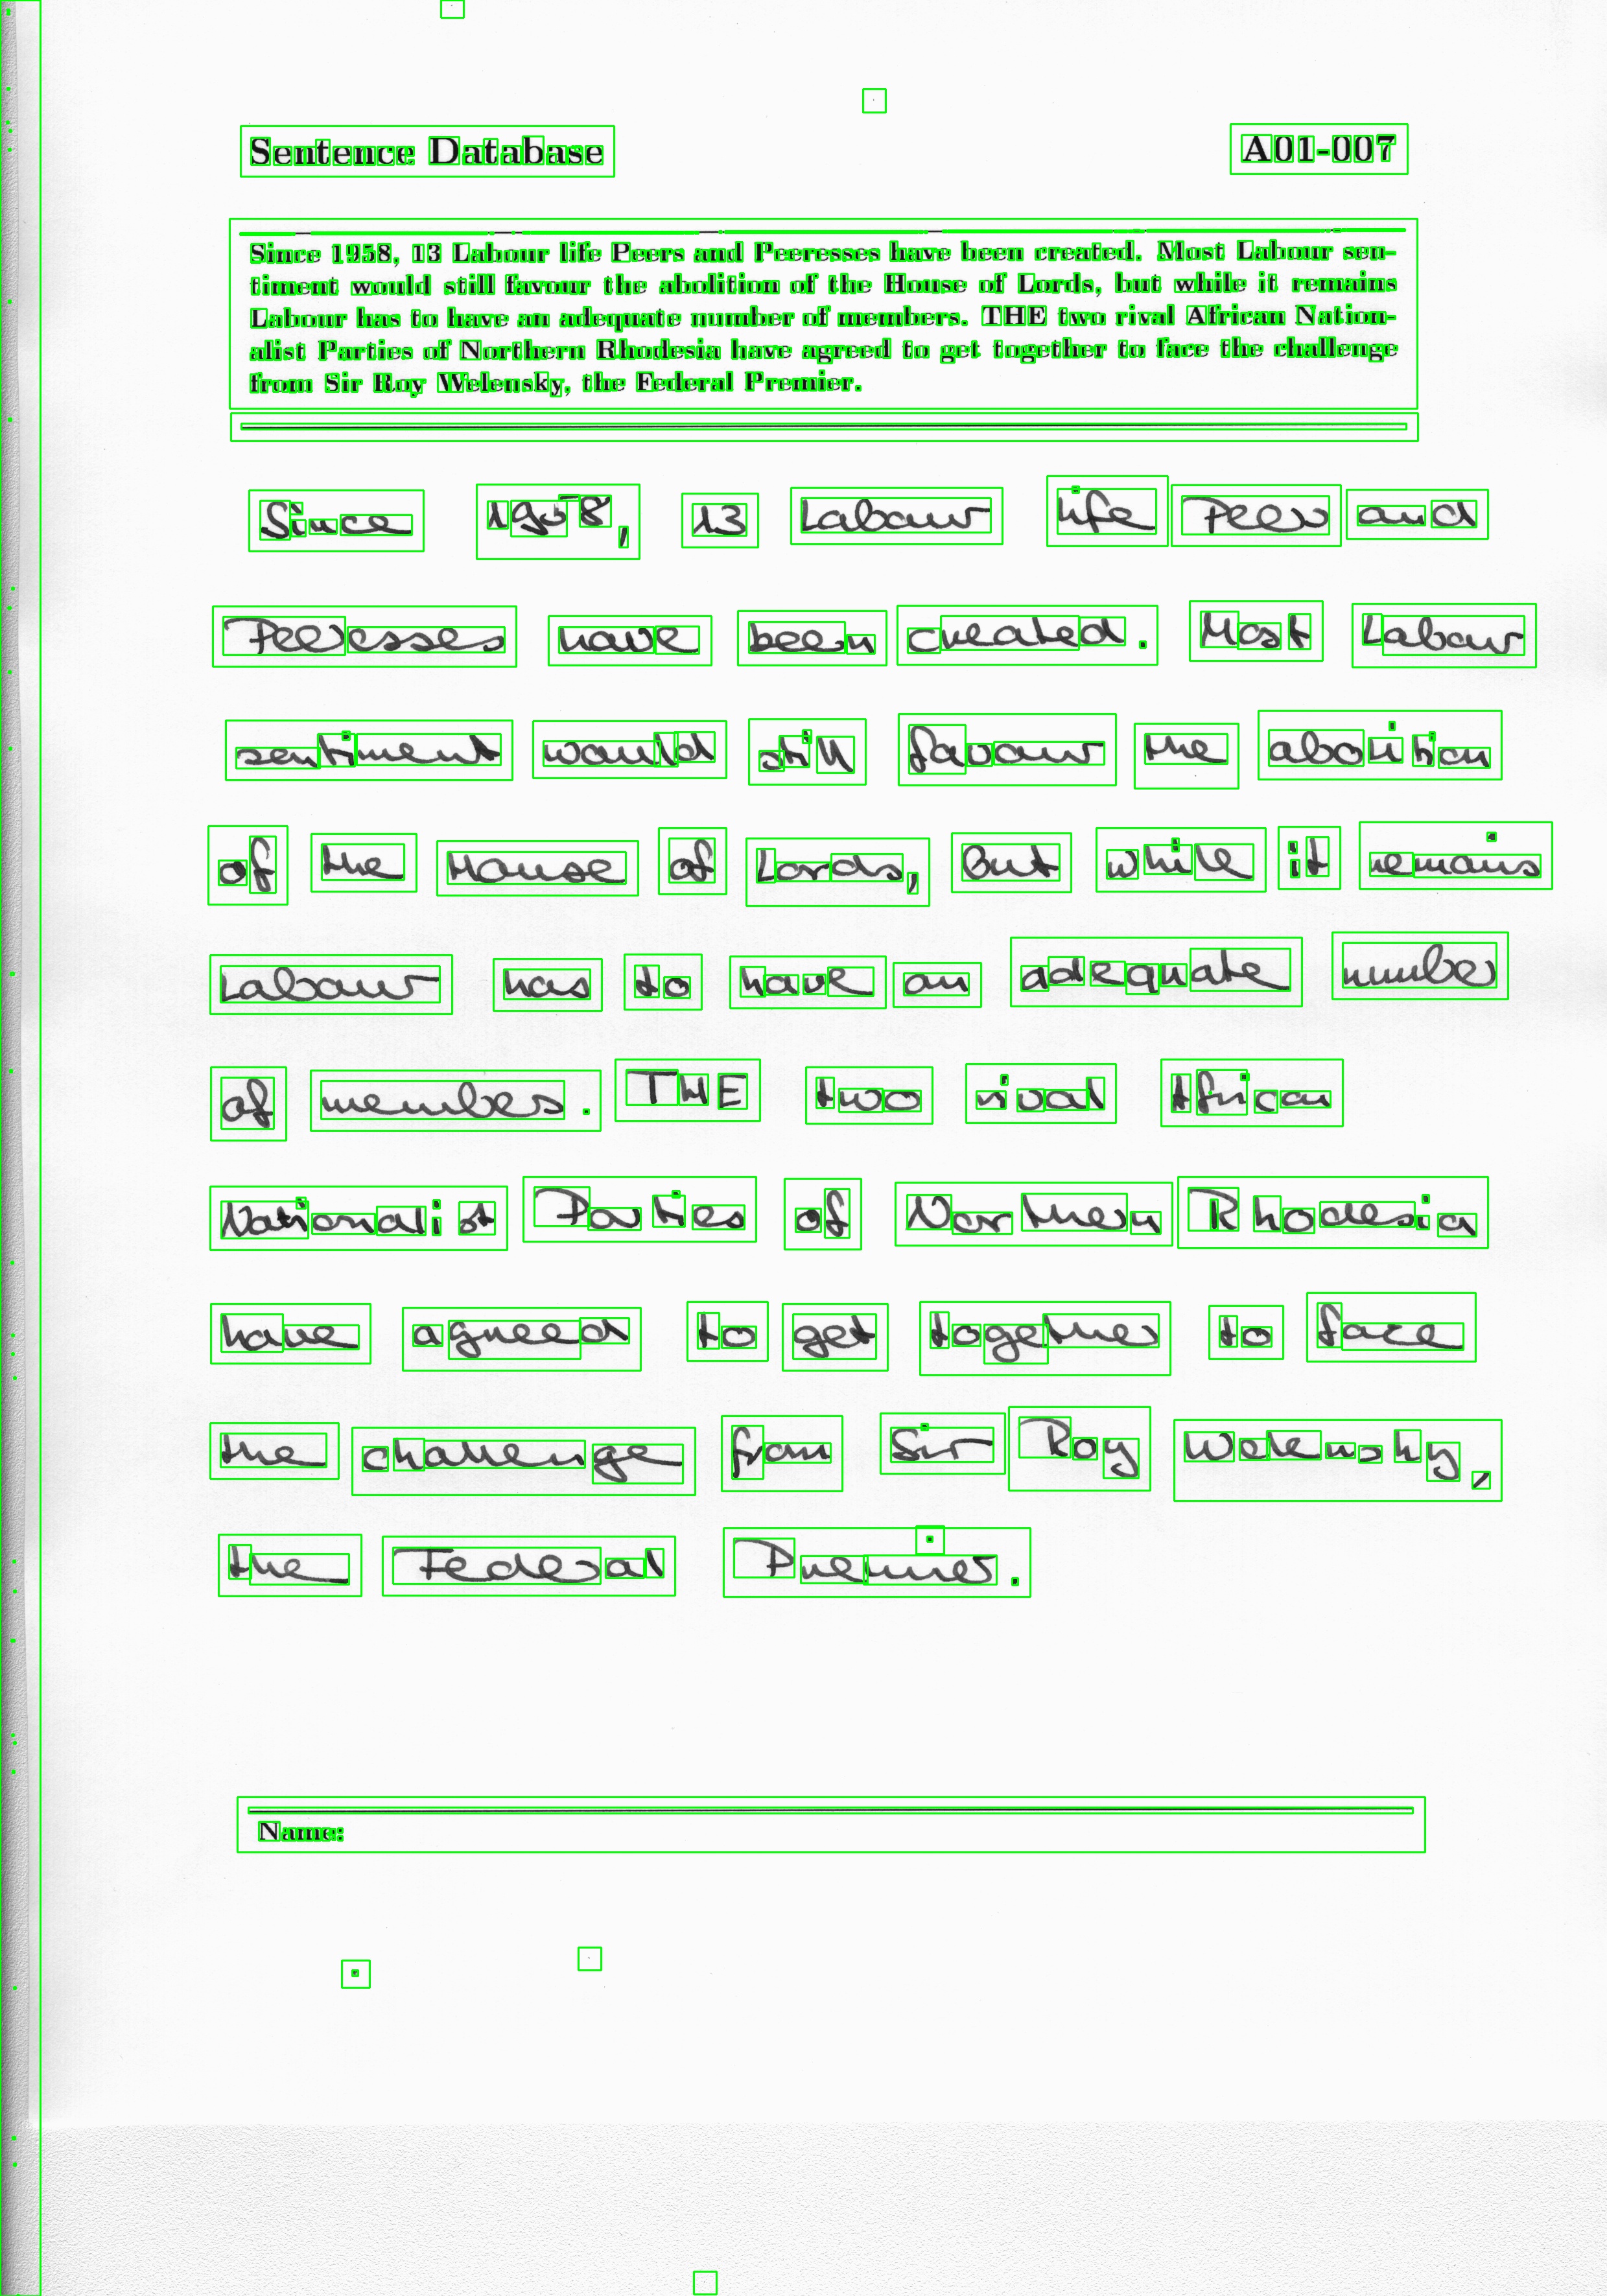 Sentence Database A01-007
Since 1958, 13 Labour life Peers and Peeresses have been created. Most Labour sen-
timent would still favour the abolition of the House of Lords, but while it remains
Labour has to have an adequate number of members. THE two rival African Nation-
alist Parties of Northern Rhodesia have agreed to get together to face the challenge
from Sir Roy Welensky, the Federal Premier.
Since 1958, 13 Labour life Peers and
Peeresses have been created. Most Labour
sentiment would still favour the abolition
of the House of Lords, but while it remains
Labour has to have an adequate number
of members. THE two rival African
Nationalist Parties of Northern Rhodesia
have agreed to get together to face
the challenge from Sir Roy Welensky,
the Federal Premier.
Name: